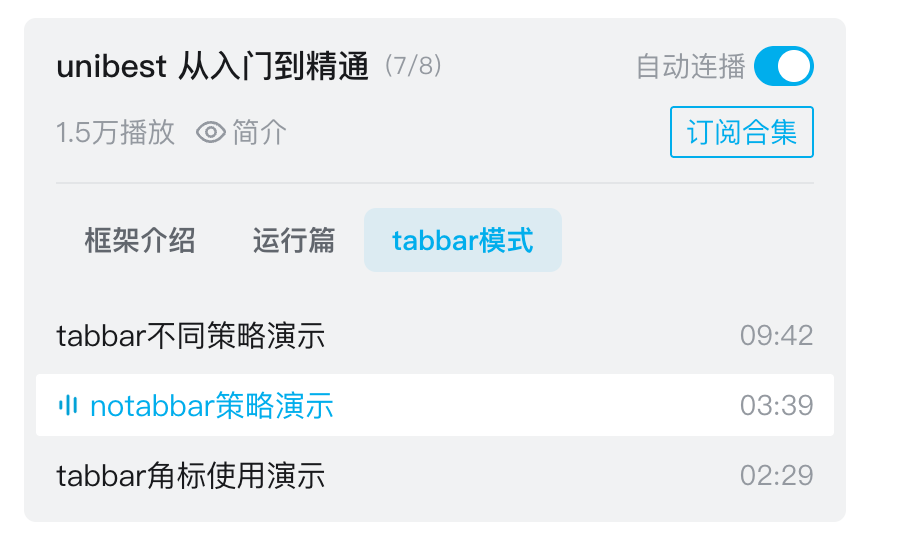 unibest 从入门到精通 (7/8) 自动连播
1.5万播放 简介 订阅合集
框架介绍 运行篇 tabbar模式
tabbar不同策略演示 09:42
notabbar策略演示 03:39
tabbar角标使用演示 02:29